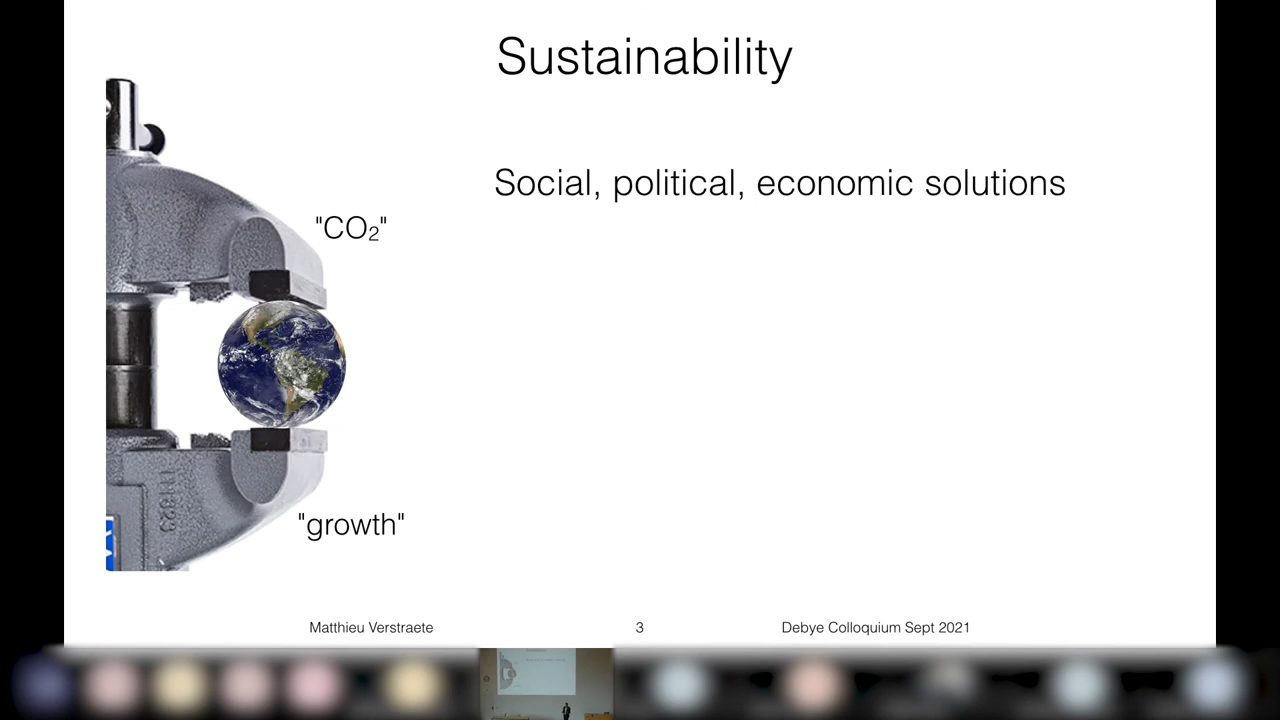 Sustainability
Social, political, economic solutions
"CO₂"
"growth"
Matthieu Verstraete
3
Debye Colloquium Sept 2021